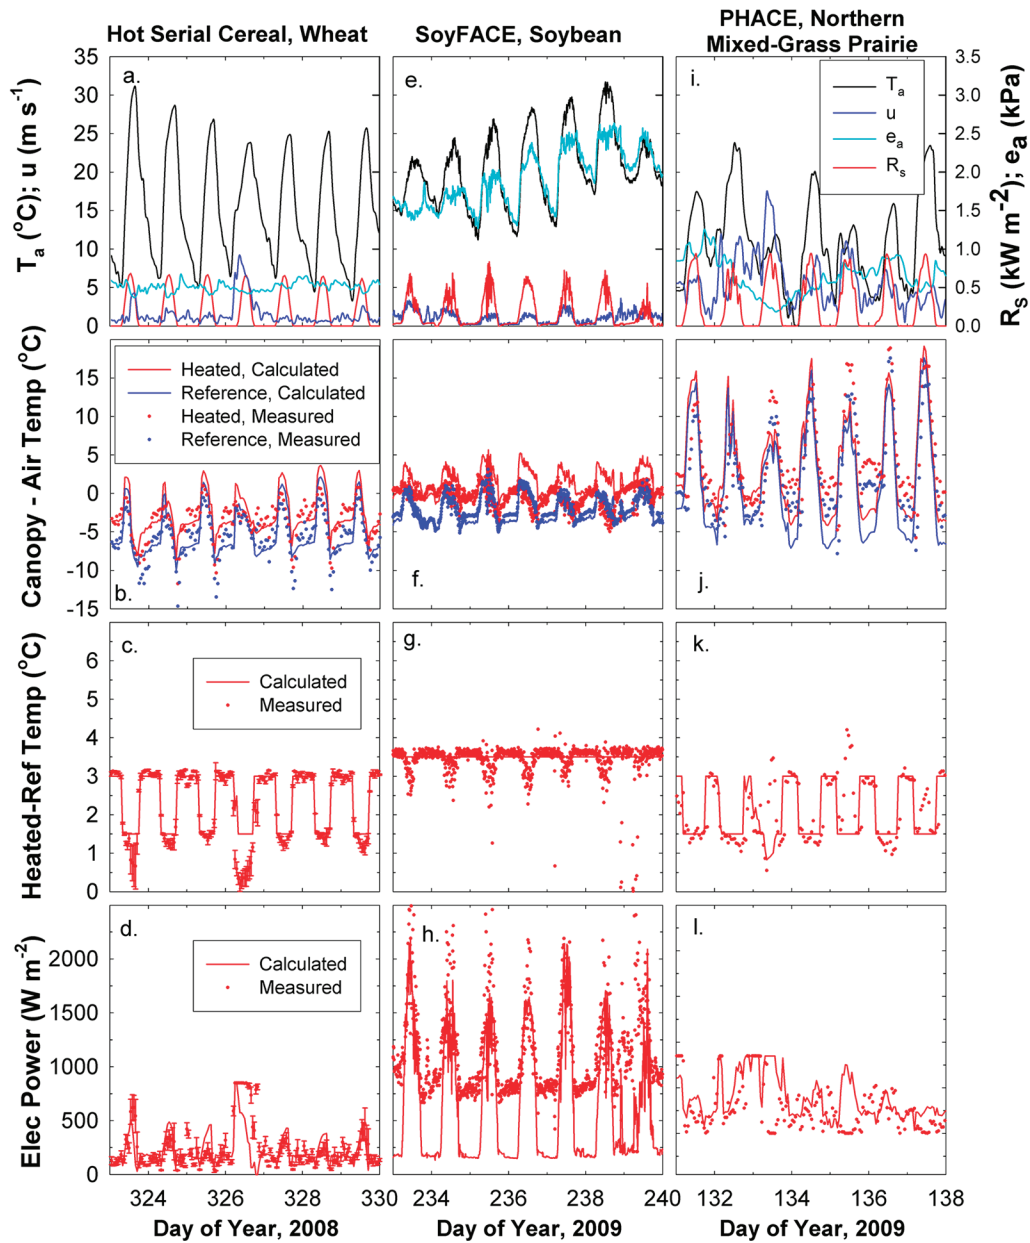 Hot Serial Cereal, Wheat
SoyFACE, Soybean
PHACE, Northern
Mixed-Grass Prairie
Ta (°C); u (m s-1)
35
30
25
20
15
10
5
0
a.
e.
i.
Ta
u
ea
Rs
3.5
3.0
2.5
2.0
1.5
1.0
0.5
0.0
Rs (kW m-2); ea (kPa)
Canopy - Air Temp (°C)
15
10
5
0
-5
-10
-15
Heated, Calculated
Reference, Calculated
Heated, Measured
Reference, Measured
b.
f.
j.
Heated-Ref Temp (°C)
6
5
4
3
2
1
0
c.
Calculated
Measured
g.
k.
Elec Power (W m-2)
2000
1500
1000
500
0
d.
Calculated
Measured
h.
l.
324 326 328 330
234 236 238 240
132 134 136 138
Day of Year, 2008
Day of Year, 2009
Day of Year, 2009